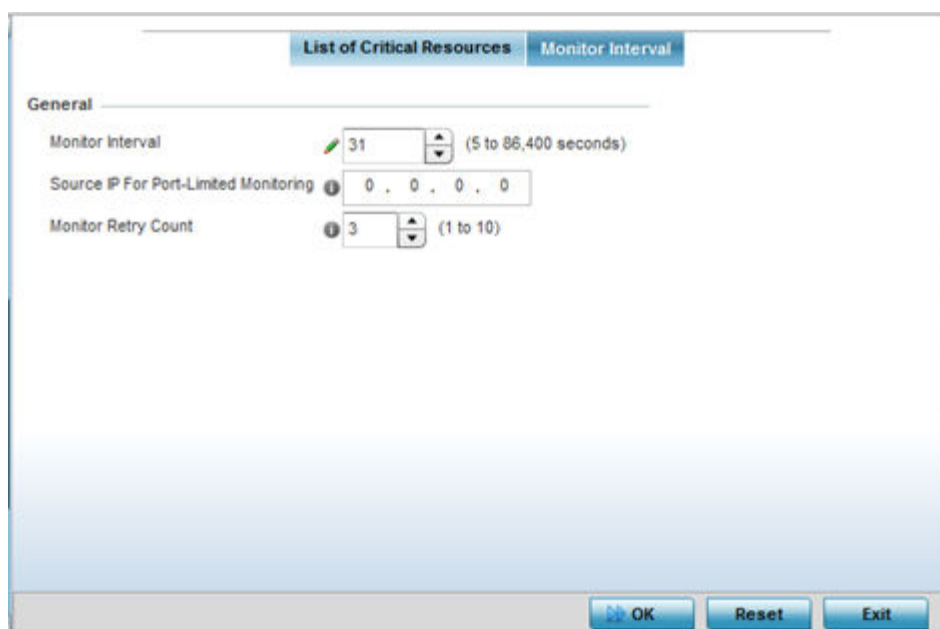 List of Critical Resources Monitor Interval
General
Monitor Interval 31 (5 to 86,400 seconds)
Source IP For Port-Limited Monitoring 0 . 0 . 0 . 0
Monitor Retry Count 3 (1 to 10)
OK Reset Exit